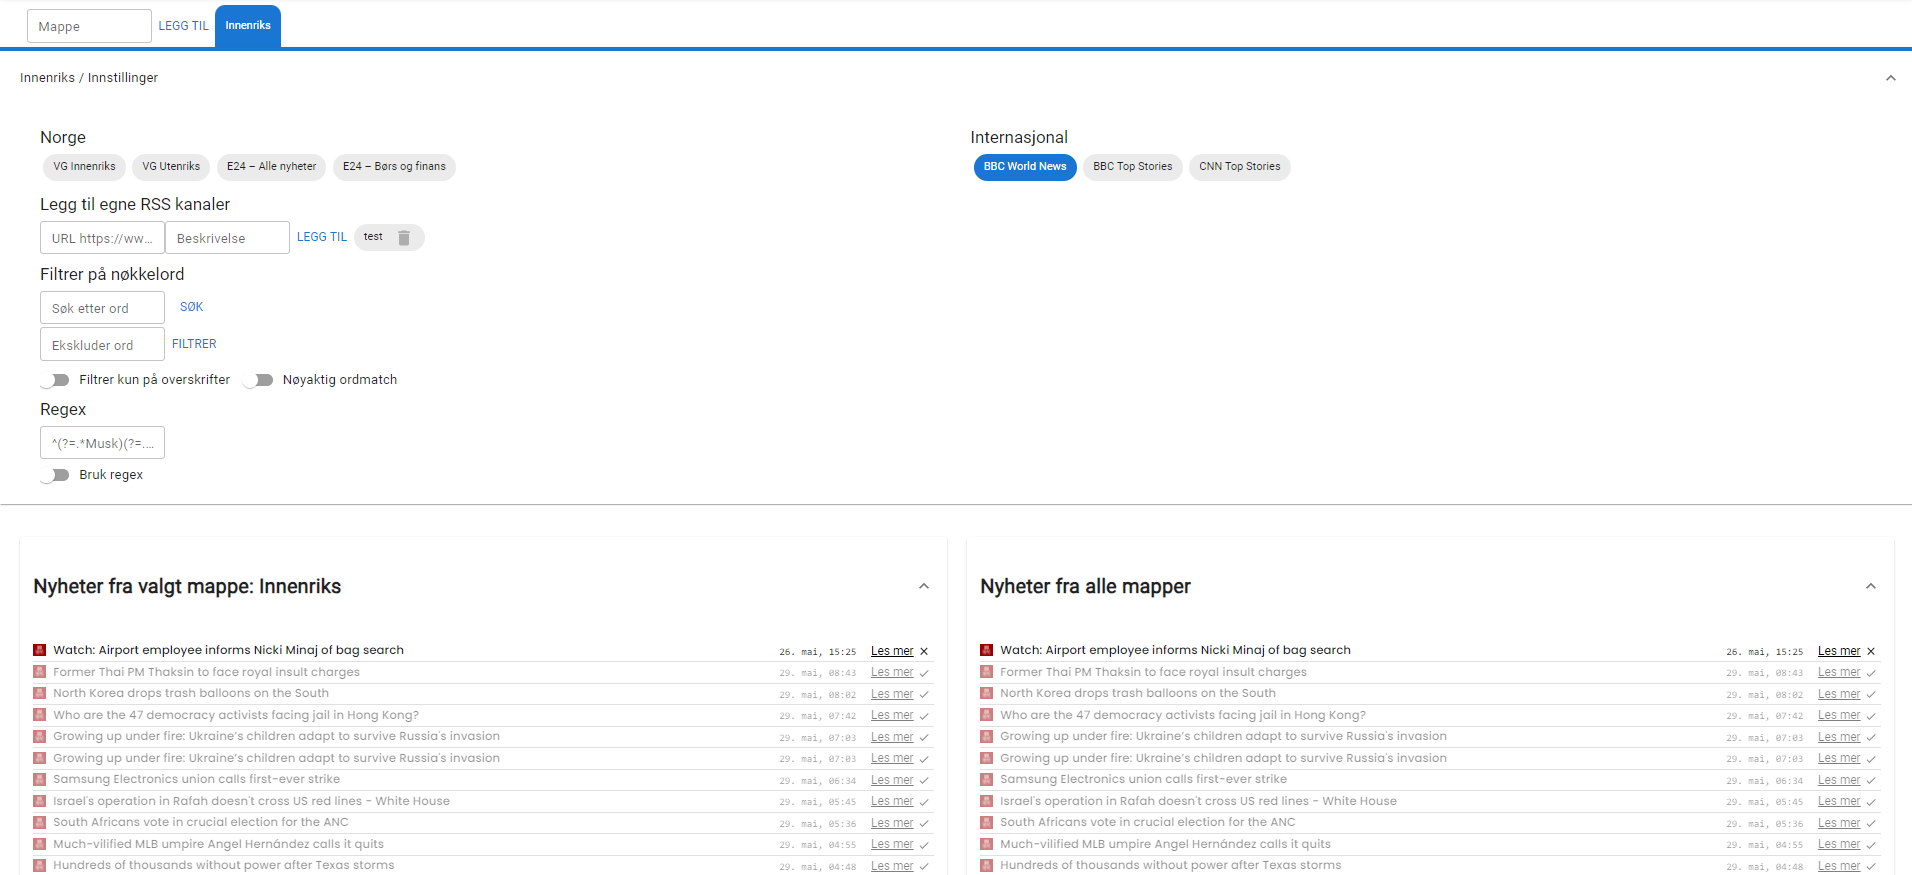 Mappe LEGG TIL Innenriks
Innenriks / Innstillinger
Norge
VG Innenriks VG Utenriks E24 – Alle nyheter E24 – Børs og finans
Internasjonal
BBC World News BBC Top Stories CNN Top Stories
Legg til egne RSS kanaler
URL https://ww... Beskrivelse LEGG TIL test
Filtrer på nøkkelord
Søk etter ord SØK
Ekskluder ord FILTRER
Filtrer kun på overskrifter Nøyaktig ordmatch
Regex
^(?=.*Musk)(?=....
Bruk regex
Nyheter fra valgt mappe: Innenriks
Watch: Airport employee informs Nicki Minaj of bag search 26. mai, 15:25 Les mer
Former Thai PM Thaksin to face royal insult charges 29. mai, 08:43 Les mer
North Korea drops trash balloons on the South 29. mai, 08:02 Les mer
Who are the 47 democracy activists facing jail in Hong Kong? 29. mai, 07:42 Les mer
Growing up under fire: Ukraine’s children adapt to survive Russia's invasion 29. mai, 07:03 Les mer
Growing up under fire: Ukraine’s children adapt to survive Russia's invasion 29. mai, 07:03 Les mer
Samsung Electronics union calls first-ever strike 29. mai, 06:34 Les mer
Israel's operation in Rafah doesn't cross US red lines - White House 29. mai, 05:45 Les mer
South Africans vote in crucial election for the ANC 29. mai, 05:36 Les mer
Much-vilified MLB umpire Angel Hernández calls it quits 29. mai, 04:55 Les mer
Hundreds of thousands without power after Texas storms 29. mai, 04:48 Les mer
Nyheter fra alle mapper
Watch: Airport employee informs Nicki Minaj of bag search 26. mai, 15:25 Les mer
Former Thai PM Thaksin to face royal insult charges 29. mai, 08:43 Les mer
North Korea drops trash balloons on the South 29. mai, 08:02 Les mer
Who are the 47 democracy activists facing jail in Hong Kong? 29. mai, 07:42 Les mer
Growing up under fire: Ukraine’s children adapt to survive Russia's invasion 29. mai, 07:03 Les mer
Growing up under fire: Ukraine’s children adapt to survive Russia's invasion 29. mai, 07:03 Les mer
Samsung Electronics union calls first-ever strike 29. mai, 06:34 Les mer
Israel's operation in Rafah doesn't cross US red lines - White House 29. mai, 05:45 Les mer
South Africans vote in crucial election for the ANC 29. mai, 05:36 Les mer
Much-vilified MLB umpire Angel Hernández calls it quits 29. mai, 04:55 Les mer
Hundreds of thousands without power after Texas storms 29. mai, 04:48 Les mer